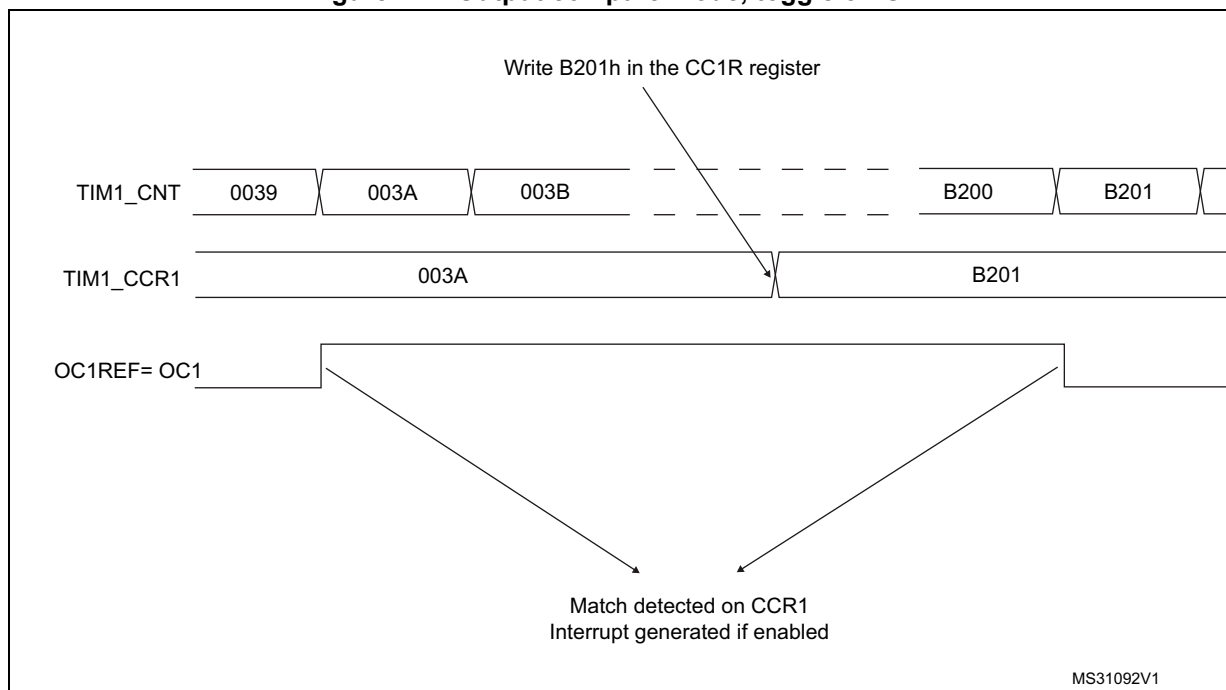 Write B201h in the CC1R register
TIM1_CNT 0039 003A 003B B200 B201
TIM1_CCR1 003A B201
OC1REF= OC1
Match detected on CCR1
Interrupt generated if enabled
MS31092V1